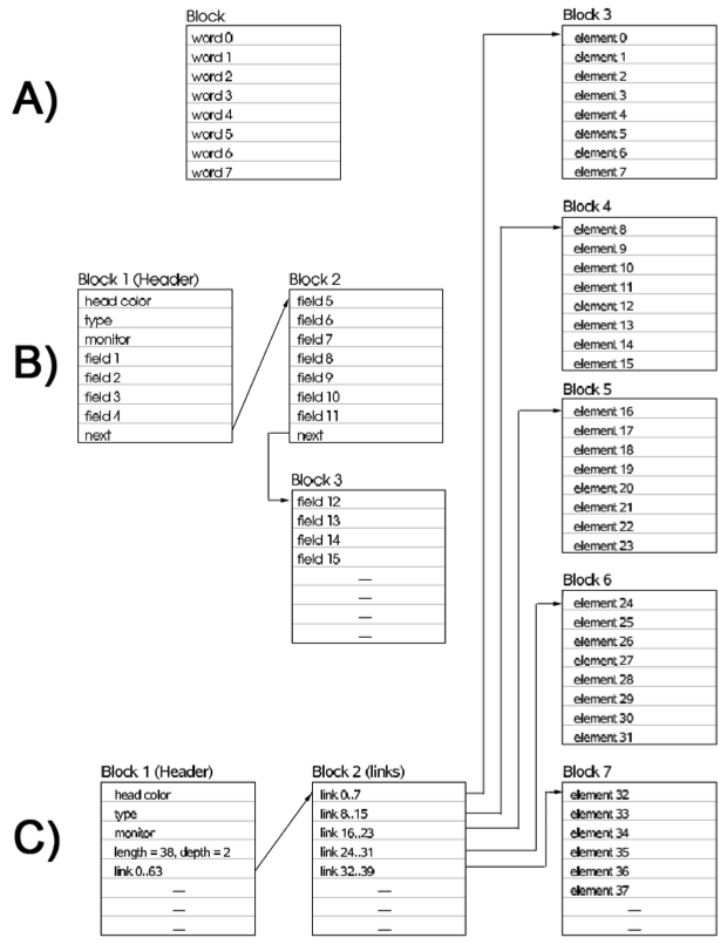 A)
Block
word 0
word 1
word 2
word 3
word 4
word 5
word 6
word 7
B)
Block 1 (Header)
head color
type
monitor
field 1
field 2
field 3
field 4
next
Block 2
field 5
field 6
field 7
field 8
field 9
field 10
field 11
next
Block 3
field 12
field 13
field 14
field 15
—
—
—
—
C)
Block 1 (Header)
head color
type
monitor
length = 38, depth = 2
link 0..63
—
—
—
Block 2 (links)
link 0..7
link 8..15
link 16..23
link 24..31
link 32..39
—
—
—
Block 3
element 0
element 1
element 2
element 3
element 4
element 5
element 6
element 7
Block 4
element 8
element 9
element 10
element 11
element 12
element 13
element 14
element 15
Block 5
element 16
element 17
element 18
element 19
element 20
element 21
element 22
element 23
Block 6
element 24
element 25
element 26
element 27
element 28
element 29
element 30
element 31
Block 7
element 32
element 33
element 34
element 35
element 36
element 37
—
—